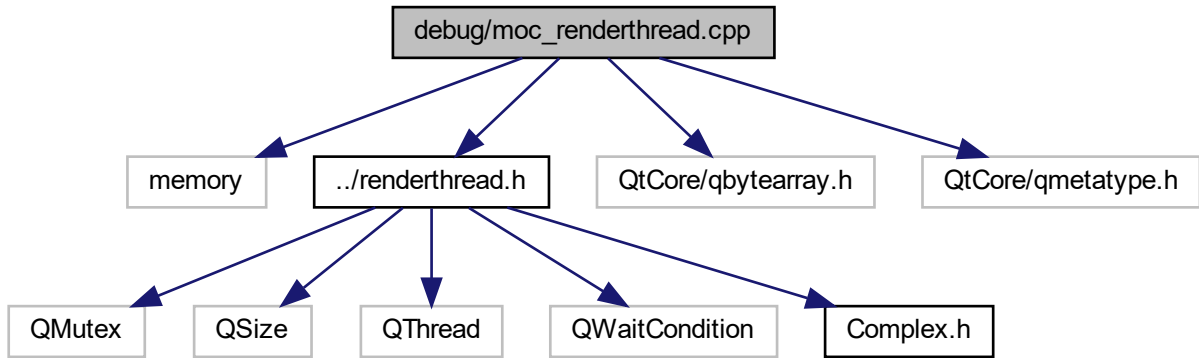 debug/moc_renderthread.cpp
memory
../renderthread.h
QtCore/qbytearray.h
QtCore/qmetatype.h
QMutex
QSize
QThread
QWaitCondition
Complex.h